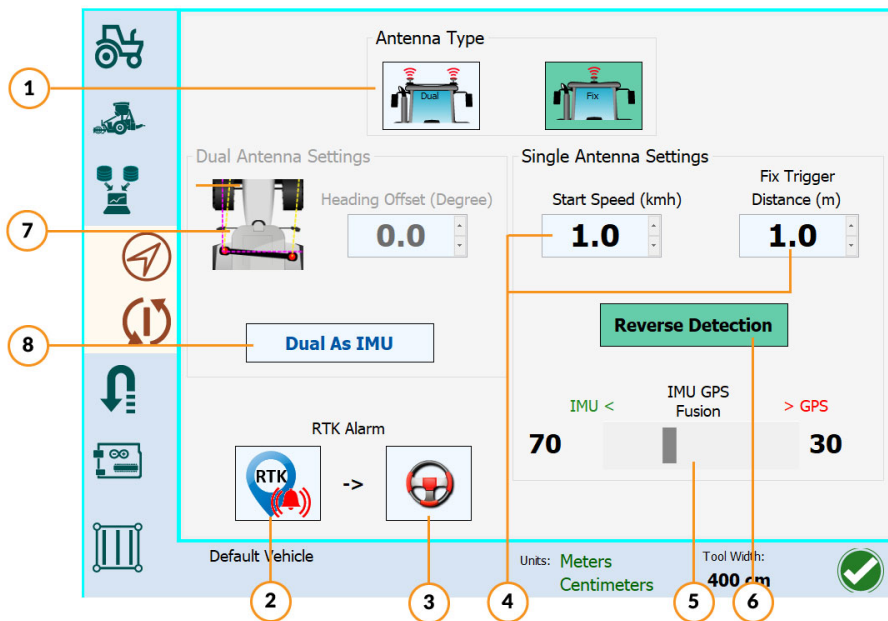 Antenna Type
1
Dual
Fix
Dual Antenna Settings
Single Antenna Settings
Fix Trigger
Heading Offset (Degree)
Start Speed (kmh)
Distance (m)
7
0.0
1.0
1.0
Reverse Detection
8
Dual As IMU
IMU <
IMU GPS
Fusion
> GPS
70
30
RTK Alarm
RTK
->
Default Vehicle
Units:
Meters
Centimeters
Tool Width:
400 cm
2
3
4
5
6